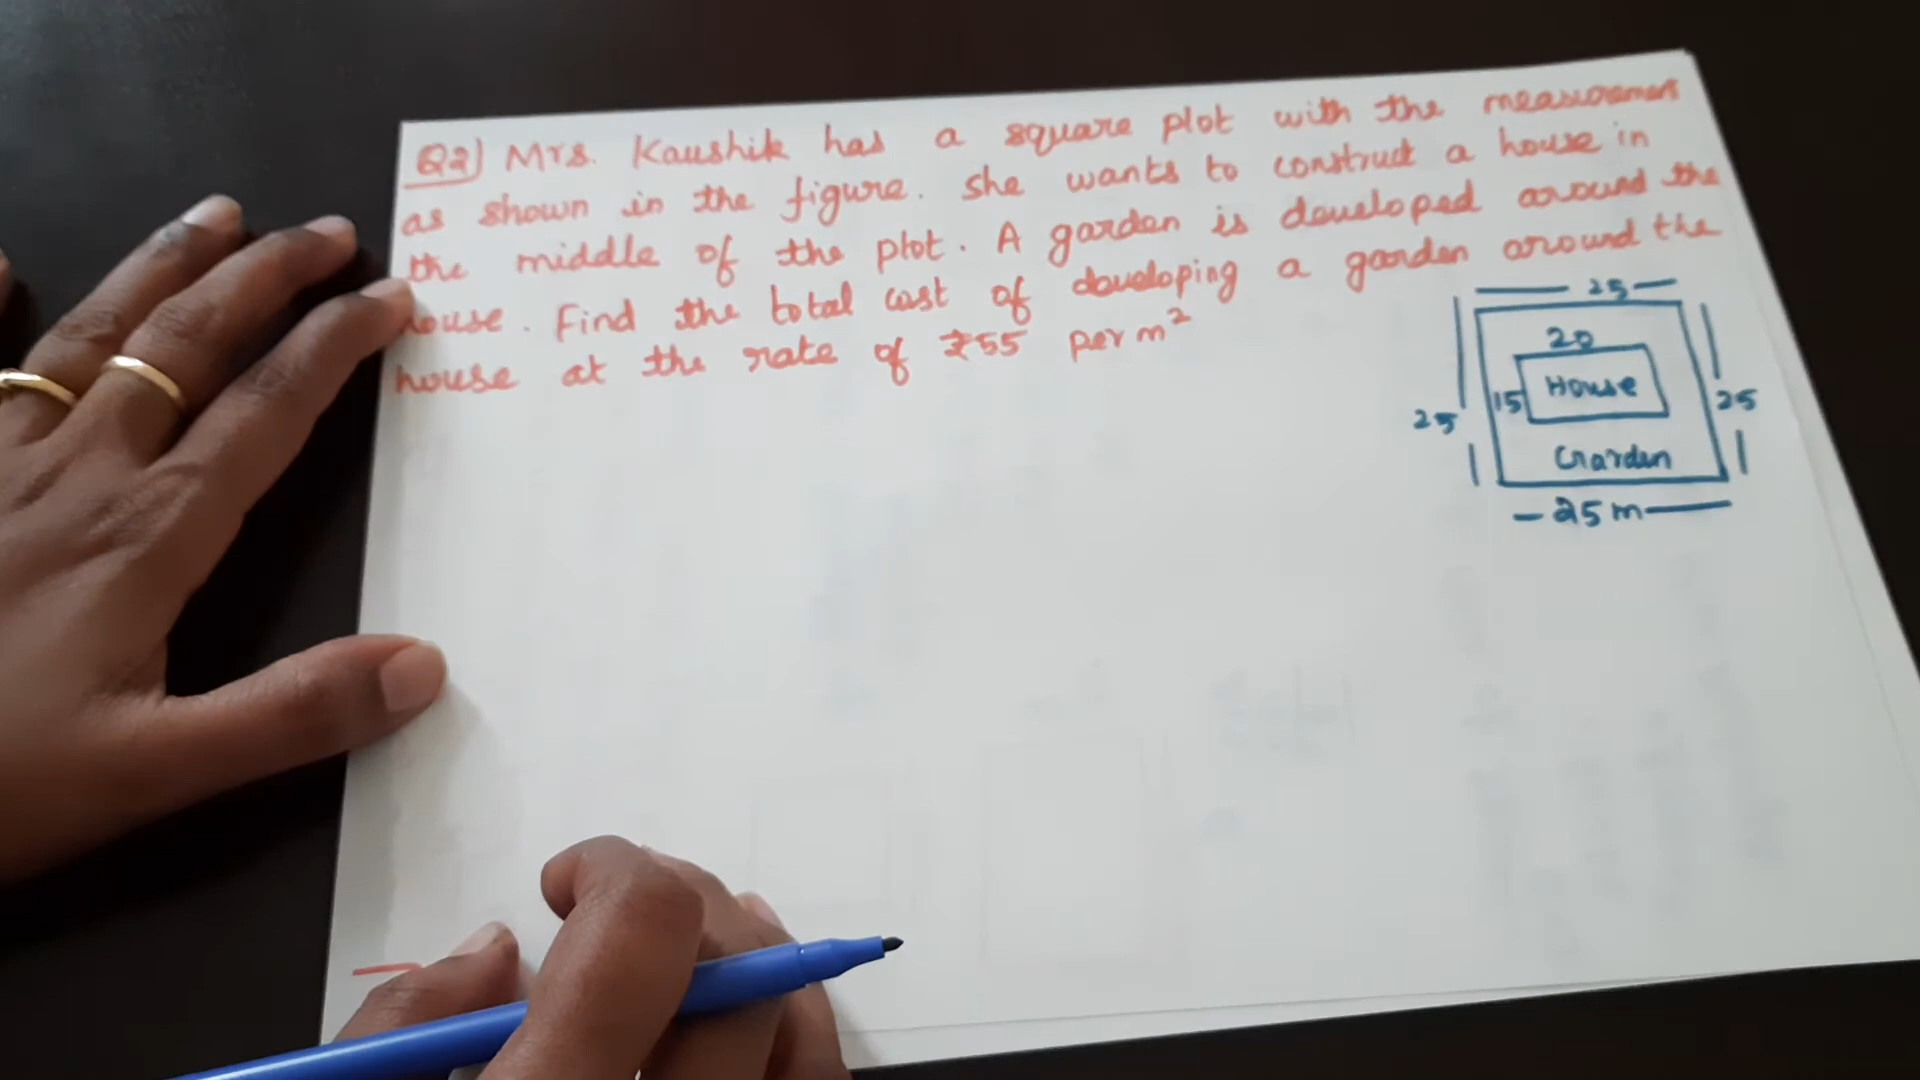 Q2) Mrs. Kaushik has a square plot with the measurement
as shown in the figure. She wants to construct a house in
the middle of the plot. A garden is developed around the
house. Find the total cost of developing a garden around the
house at the rate of ₹55 per m²
25
20
House
15
25
25
Garden
25 m